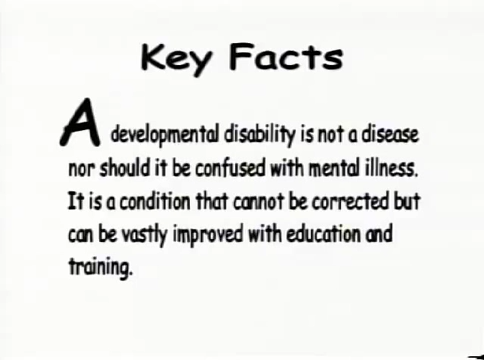 Key Facts
A developmental disability is not a disease
nor should it be confused with mental illness.
It is a condition that cannot be corrected but
can be vastly improved with education and
training.